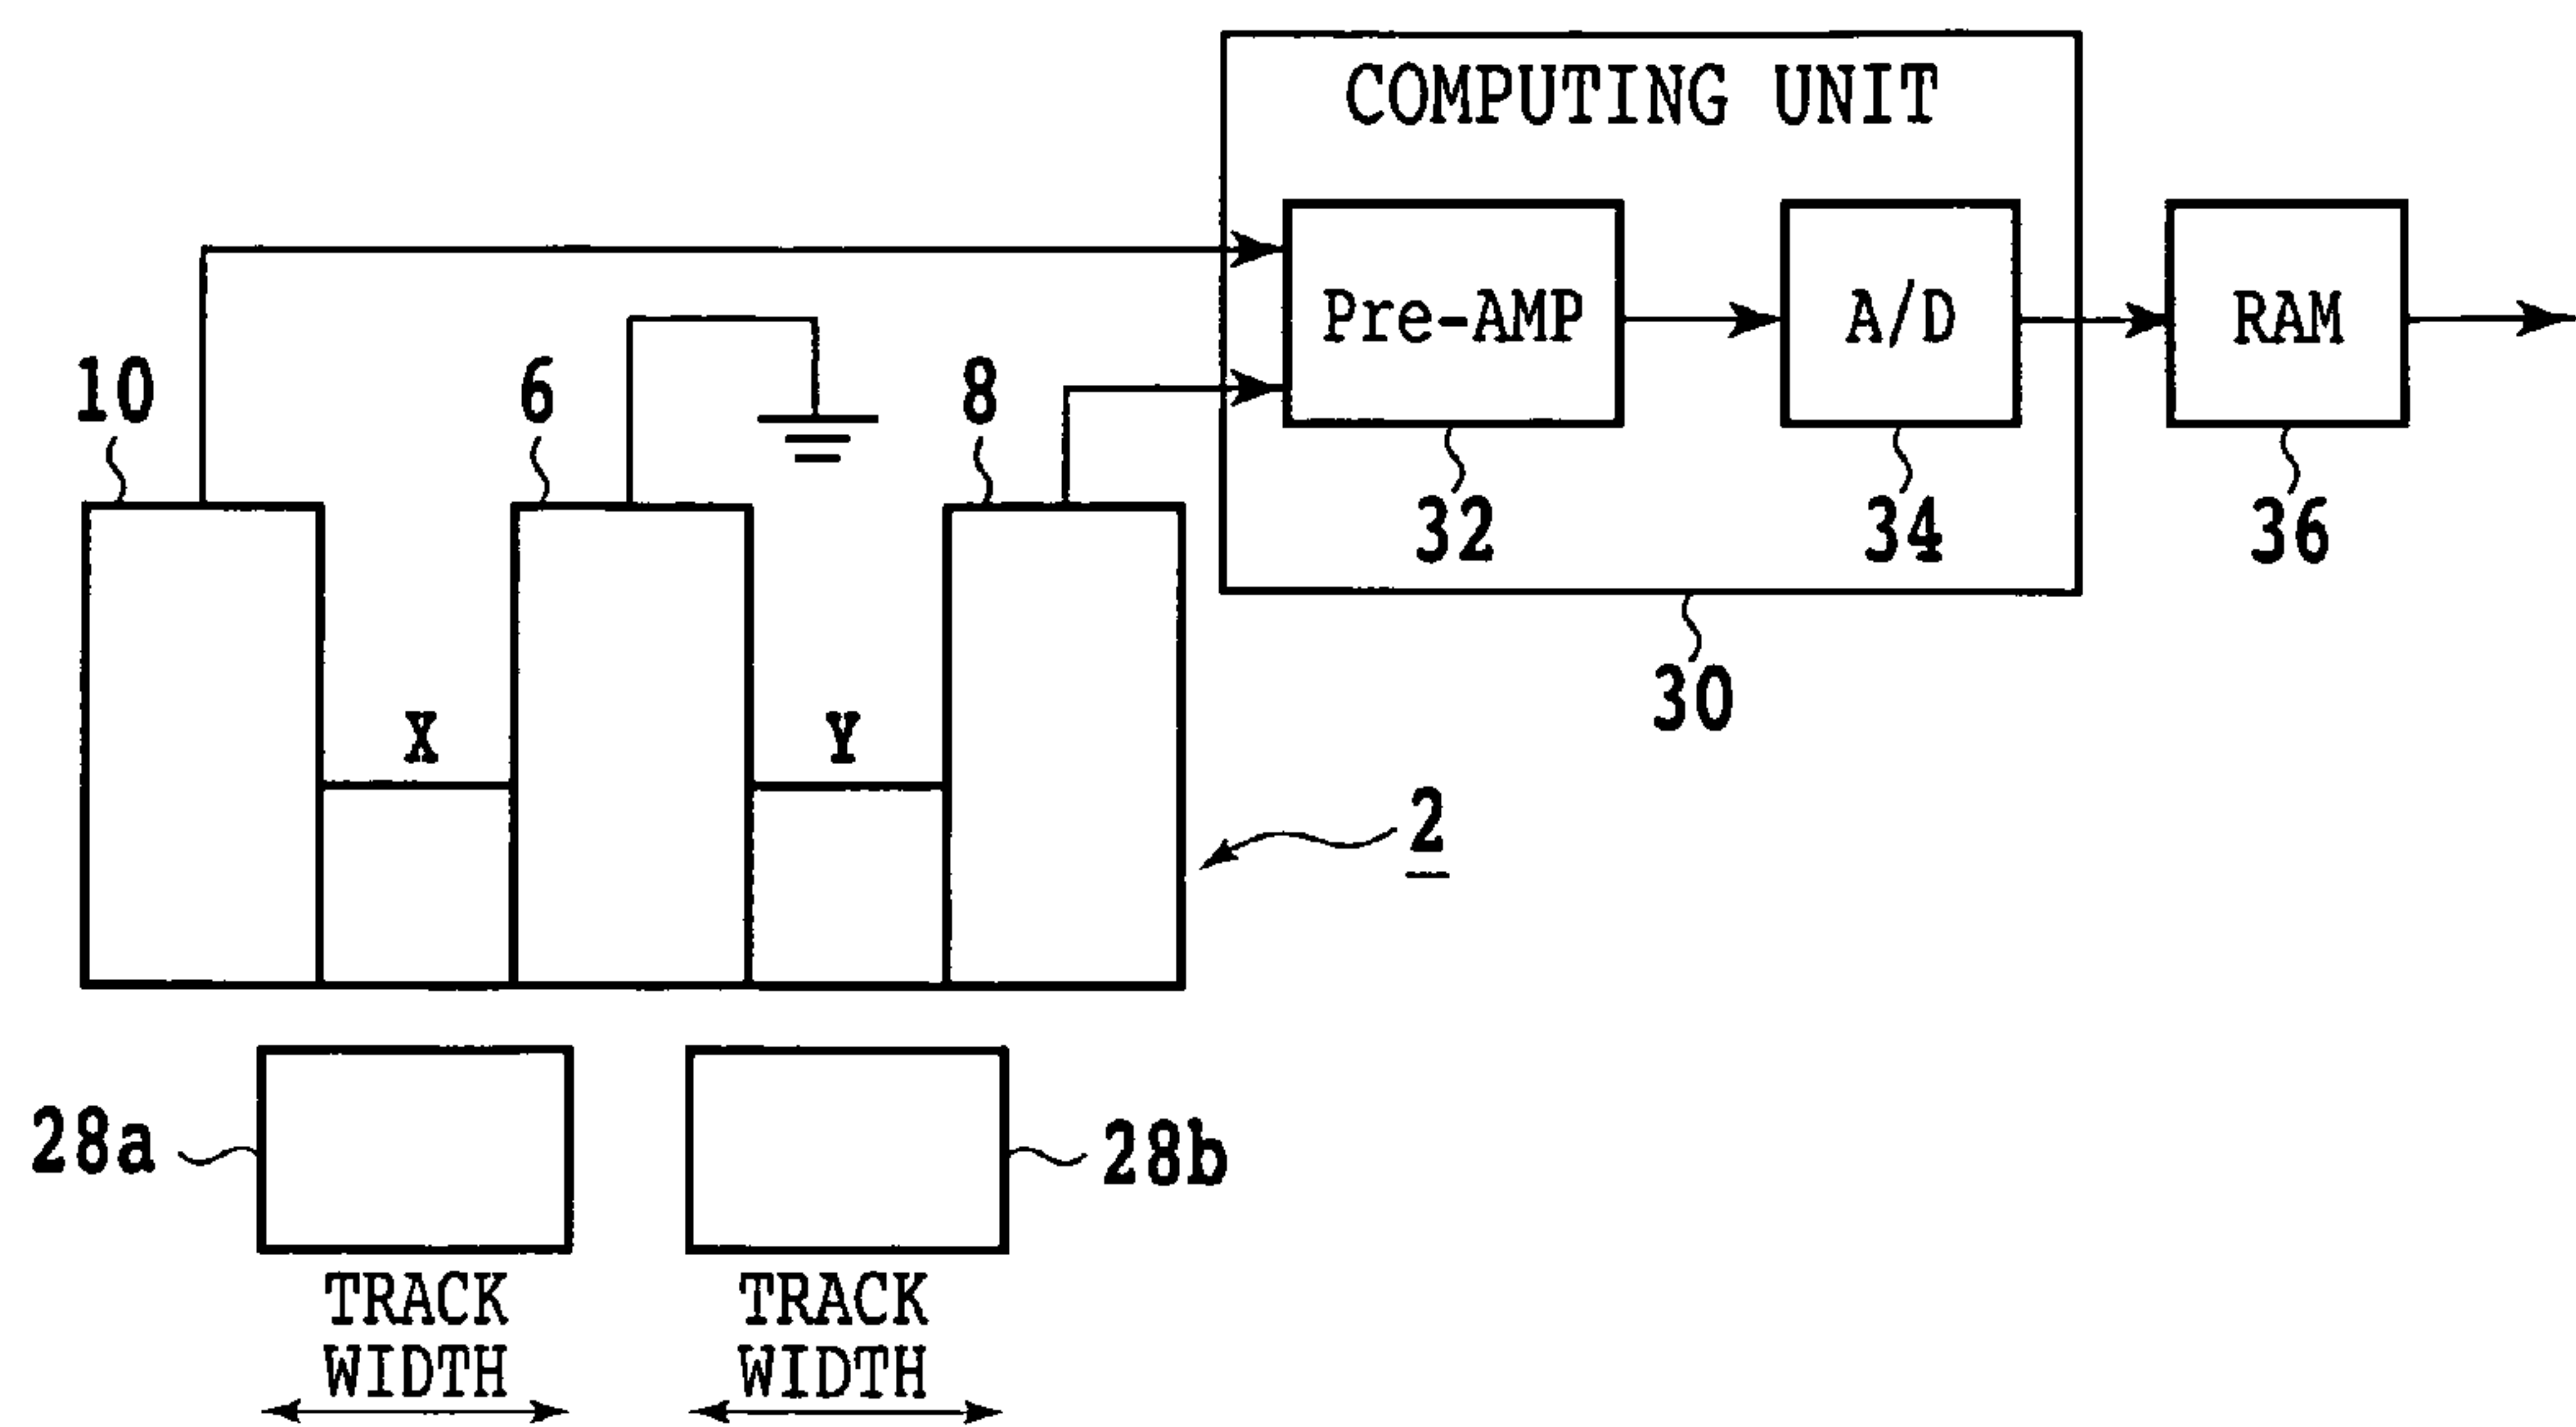 COMPUTING UNIT
Pre-AMP
A/D
RAM
10
6
8
32
34
36
30
X
Y
2
28a
28b
TRACK
WIDTH
TRACK
WIDTH